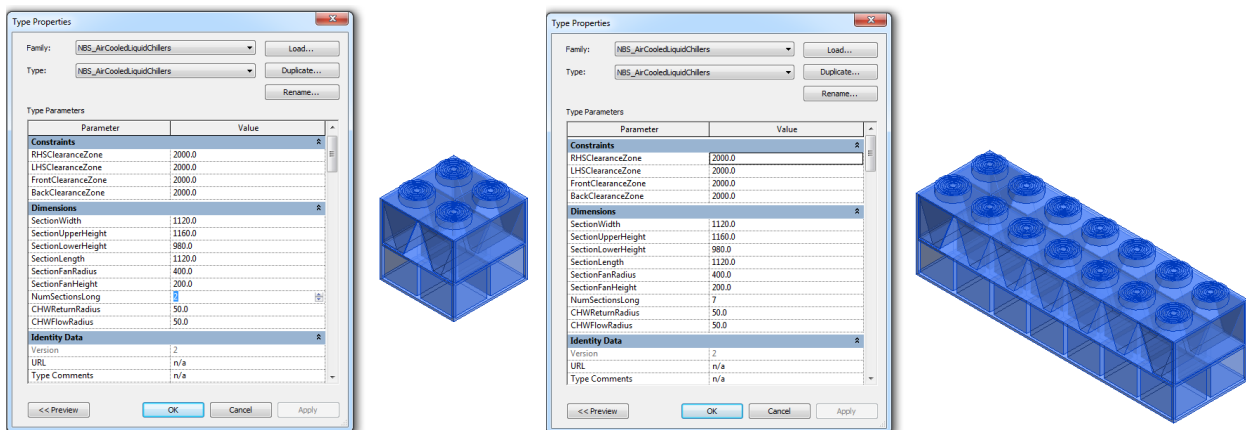 Type Properties
Family: NBS_AirCooledLiquidChillers Load...
Type: NBS_AirCooledLiquidChillers Duplicate...
Rename...
Type Parameters
Parameter Value
Constraints
RHSClearanceZone 2000.0
LHSClearanceZone 2000.0
FrontClearanceZone 2000.0
BackClearanceZone 2000.0
Dimensions
SectionWidth 1120.0
SectionUpperHeight 1160.0
SectionLowerHeight 980.0
SectionLength 1120.0
SectionFanRadius 400.0
SectionFanHeight 200.0
NumSectionsLong 2
CHWReturnRadius 50.0
CHWFlowRadius 50.0
Identity Data
Version 2
URL n/a
Type Comments n/a
<< Preview OK Cancel Apply
Type Properties
Family: NBS_AirCooledLiquidChillers Load...
Type: NBS_AirCooledLiquidChillers Duplicate...
Rename...
Type Parameters
Parameter Value
Constraints
RHSClearanceZone 2000.0
LHSClearanceZone 2000.0
FrontClearanceZone 2000.0
BackClearanceZone 2000.0
Dimensions
SectionWidth 1120.0
SectionUpperHeight 1160.0
SectionLowerHeight 980.0
SectionLength 1120.0
SectionFanRadius 400.0
SectionFanHeight 200.0
NumSectionsLong 7
CHWReturnRadius 50.0
CHWFlowRadius 50.0
Identity Data
Version 2
URL n/a
Type Comments n/a
<< Preview OK Cancel Apply